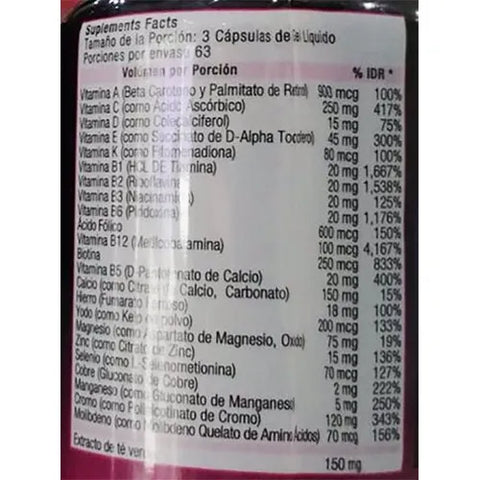 Suplements Facts
Tamaño de la Porción: 3 Cápsulas de Líquido
Porciones por envase 63
Volúmen por Porción % IDR *
Vitamina A (Beta Caroteno y Palmitato de Retinol) 900 mcg 100%
Vitamina C (como Ácido Ascórbico) 250 mg 417%
Vitamina D (como Colecalciferol) 15 mg 75%
Vitamina E (como Succinato de D-Alpha Tocoferol) 45 mg 300%
Vitamina K (como Fitomenadiona) 80 mcg 100%
Vitamina B1 (HCL DE Tiamina) 20 mg 1,667%
Vitamina B2 (Riboflavina) 20 mg 1,538%
Vitamina B3 (Niacinamida) 20 mg 125%
Vitamina B6 (Piridoxina) 20 mg 1,176%
Ácido Fólico 600 mcg 150%
Vitamina B12 (Metilcobalamina) 100 mcg 4,167%
Biotina 250 mcg 833%
Vitamina B5 (D-Pantotenato de Calcio) 20 mg 400%
Calcio (como Citrato de Calcio, Carbonato) 150 mg 15%
Hierro (Fumarato Ferroso) 18 mg 100%
Yodo (como Kelp en polvo) 200 mcg 133%
Magnesio (como Aspartato de Magnesio, Oxido) 75 mg 19%
Zinc (como Citrato de Zinc) 15 mg 136%
Selenio (como L-Selenometionina) 70 mcg 127%
Cobre (Gluconato de Cobre) 2 mg 222%
Manganeso (como Gluconato de Manganeso) 5 mg 250%
Cromo (como Polinicotinato de Cromo) 120 mg 343%
Molibdeno (como Molibdeno Quelato de Amino Ácidos) 70 mcg 156%
Extracto de té 150 mg